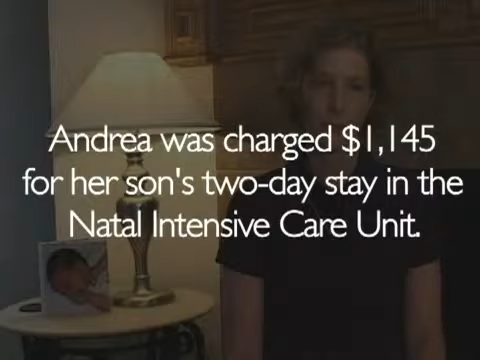 Andrea was charged $1,145
for her son's two-day stay in the
Natal Intensive Care Unit.